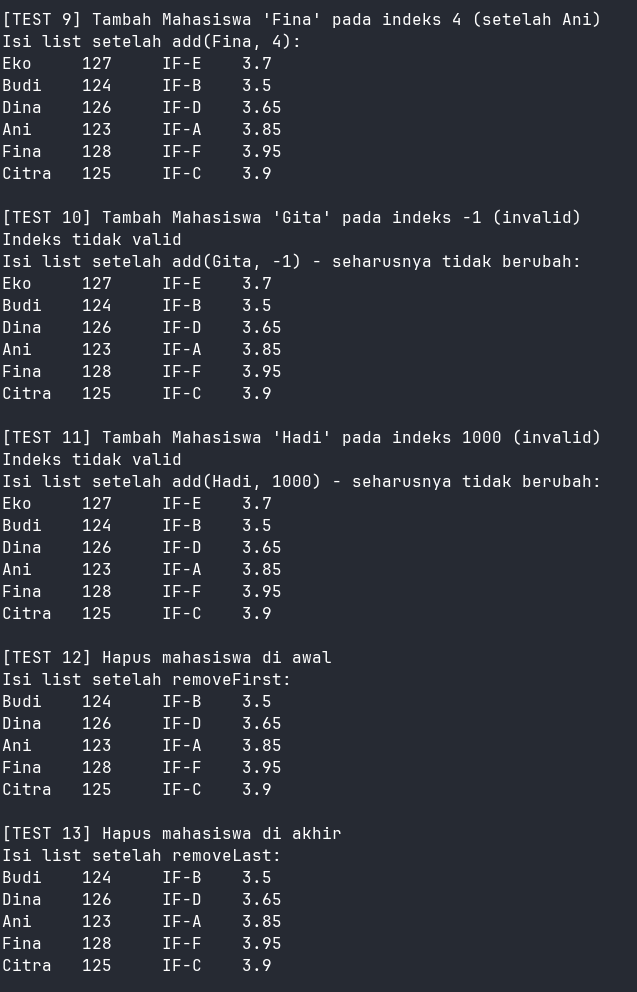 [TEST 9] Tambah Mahasiswa 'Fina' pada indeks 4 (setelah Ani)
Isi list setelah add(Fina, 4):
Eko     127     IF-E    3.7
Budi    124     IF-B    3.5
Dina    126     IF-D    3.65
Ani     123     IF-A    3.85
Fina    128     IF-F    3.95
Citra   125     IF-C    3.9

[TEST 10] Tambah Mahasiswa 'Gita' pada indeks -1 (invalid)
Indeks tidak valid
Isi list setelah add(Gita, -1) - seharusnya tidak berubah:
Eko     127     IF-E    3.7
Budi    124     IF-B    3.5
Dina    126     IF-D    3.65
Ani     123     IF-A    3.85
Fina    128     IF-F    3.95
Citra   125     IF-C    3.9

[TEST 11] Tambah Mahasiswa 'Hadi' pada indeks 1000 (invalid)
Indeks tidak valid
Isi list setelah add(Hadi, 1000) - seharusnya tidak berubah:
Eko     127     IF-E    3.7
Budi    124     IF-B    3.5
Dina    126     IF-D    3.65
Ani     123     IF-A    3.85
Fina    128     IF-F    3.95
Citra   125     IF-C    3.9

[TEST 12] Hapus mahasiswa di awal
Isi list setelah removeFirst:
Budi    124     IF-B    3.5
Dina    126     IF-D    3.65
Ani     123     IF-A    3.85
Fina    128     IF-F    3.95
Citra   125     IF-C    3.9

[TEST 13] Hapus mahasiswa di akhir
Isi list setelah removeLast:
Budi    124     IF-B    3.5
Dina    126     IF-D    3.65
Ani     123     IF-A    3.85
Fina    128     IF-F    3.95
Citra   125     IF-C    3.9